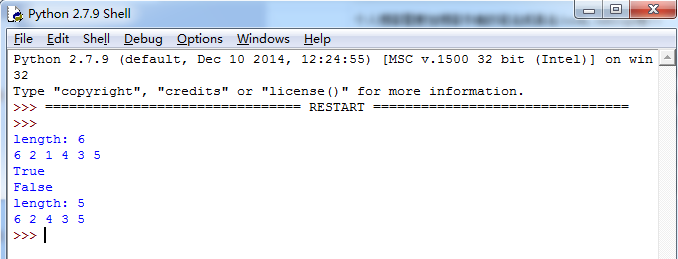 Python 2.7.9 Shell
File Edit Shell Debug Options Windows Help
Python 2.7.9 (default, Dec 10 2014, 12:24:55) [MSC v.1500 32 bit (Intel)] on win
32
Type "copyright", "credits" or "license()" for more information.
>>> ================================ RESTART ================================
>>>
length: 6
6 2 1 4 3 5
True
False
length: 5
6 2 4 3 5
>>>